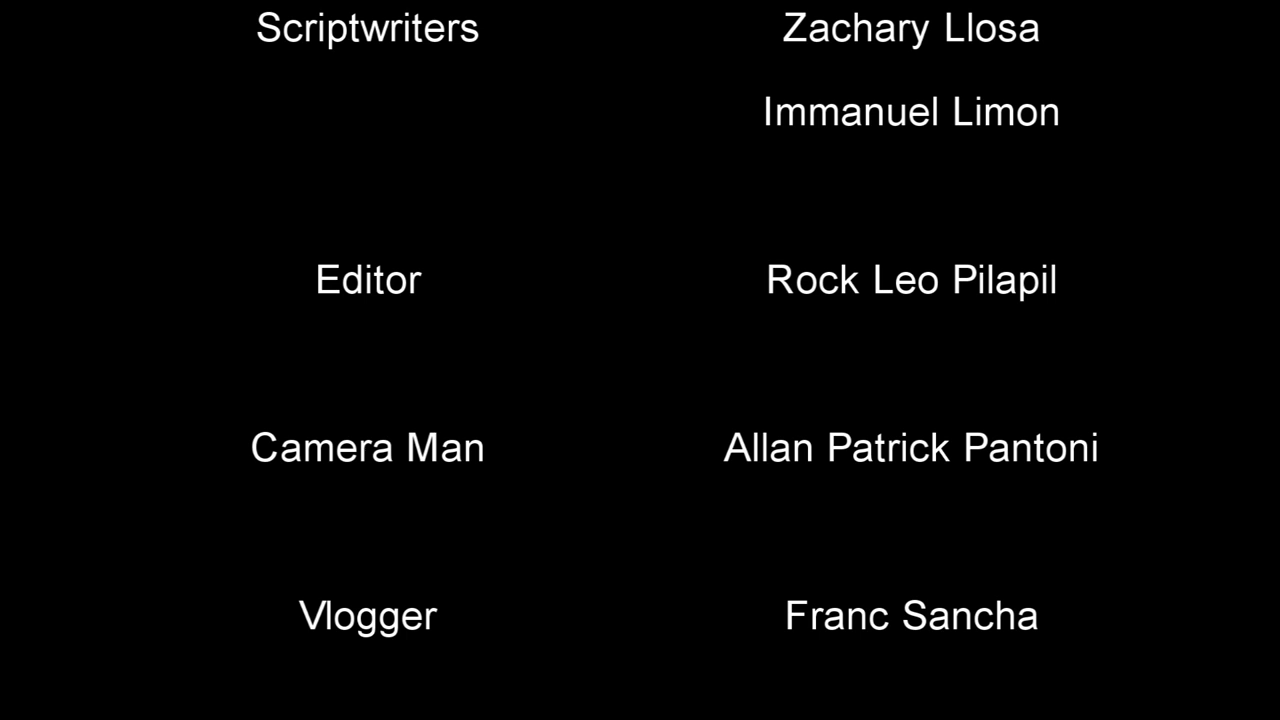 Scriptwriters Zachary Llosa
Immanuel Limon
Editor Rock Leo Pilapil
Camera Man Allan Patrick Pantoni
Vlogger Franc Sancha